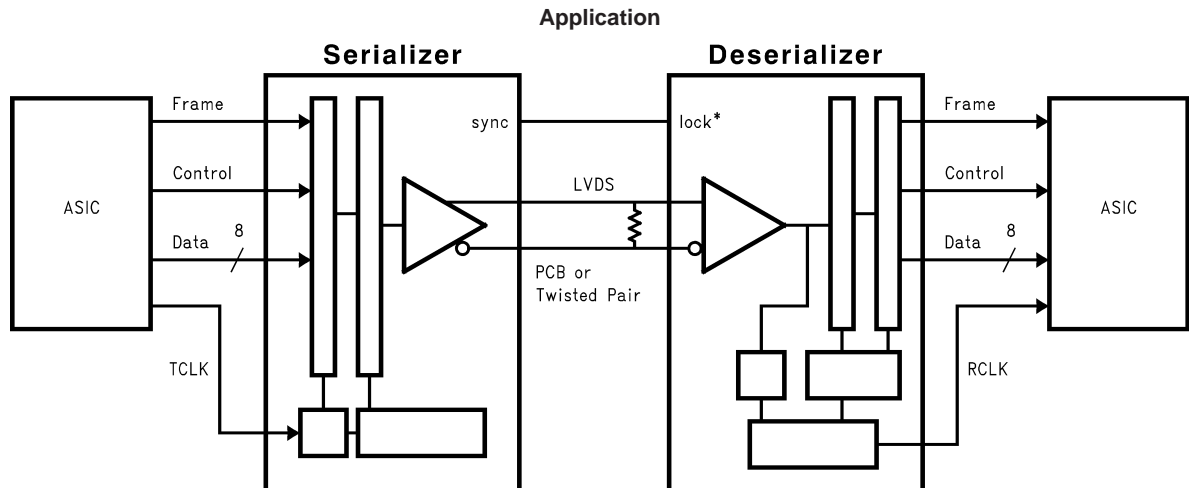 Application
Serializer
Deserializer
Frame
sync
lock*
Frame
Control
LVDS
Control
ASIC
ASIC
Data
8
Data
8
PCB or
Twisted Pair
TCLK
RCLK